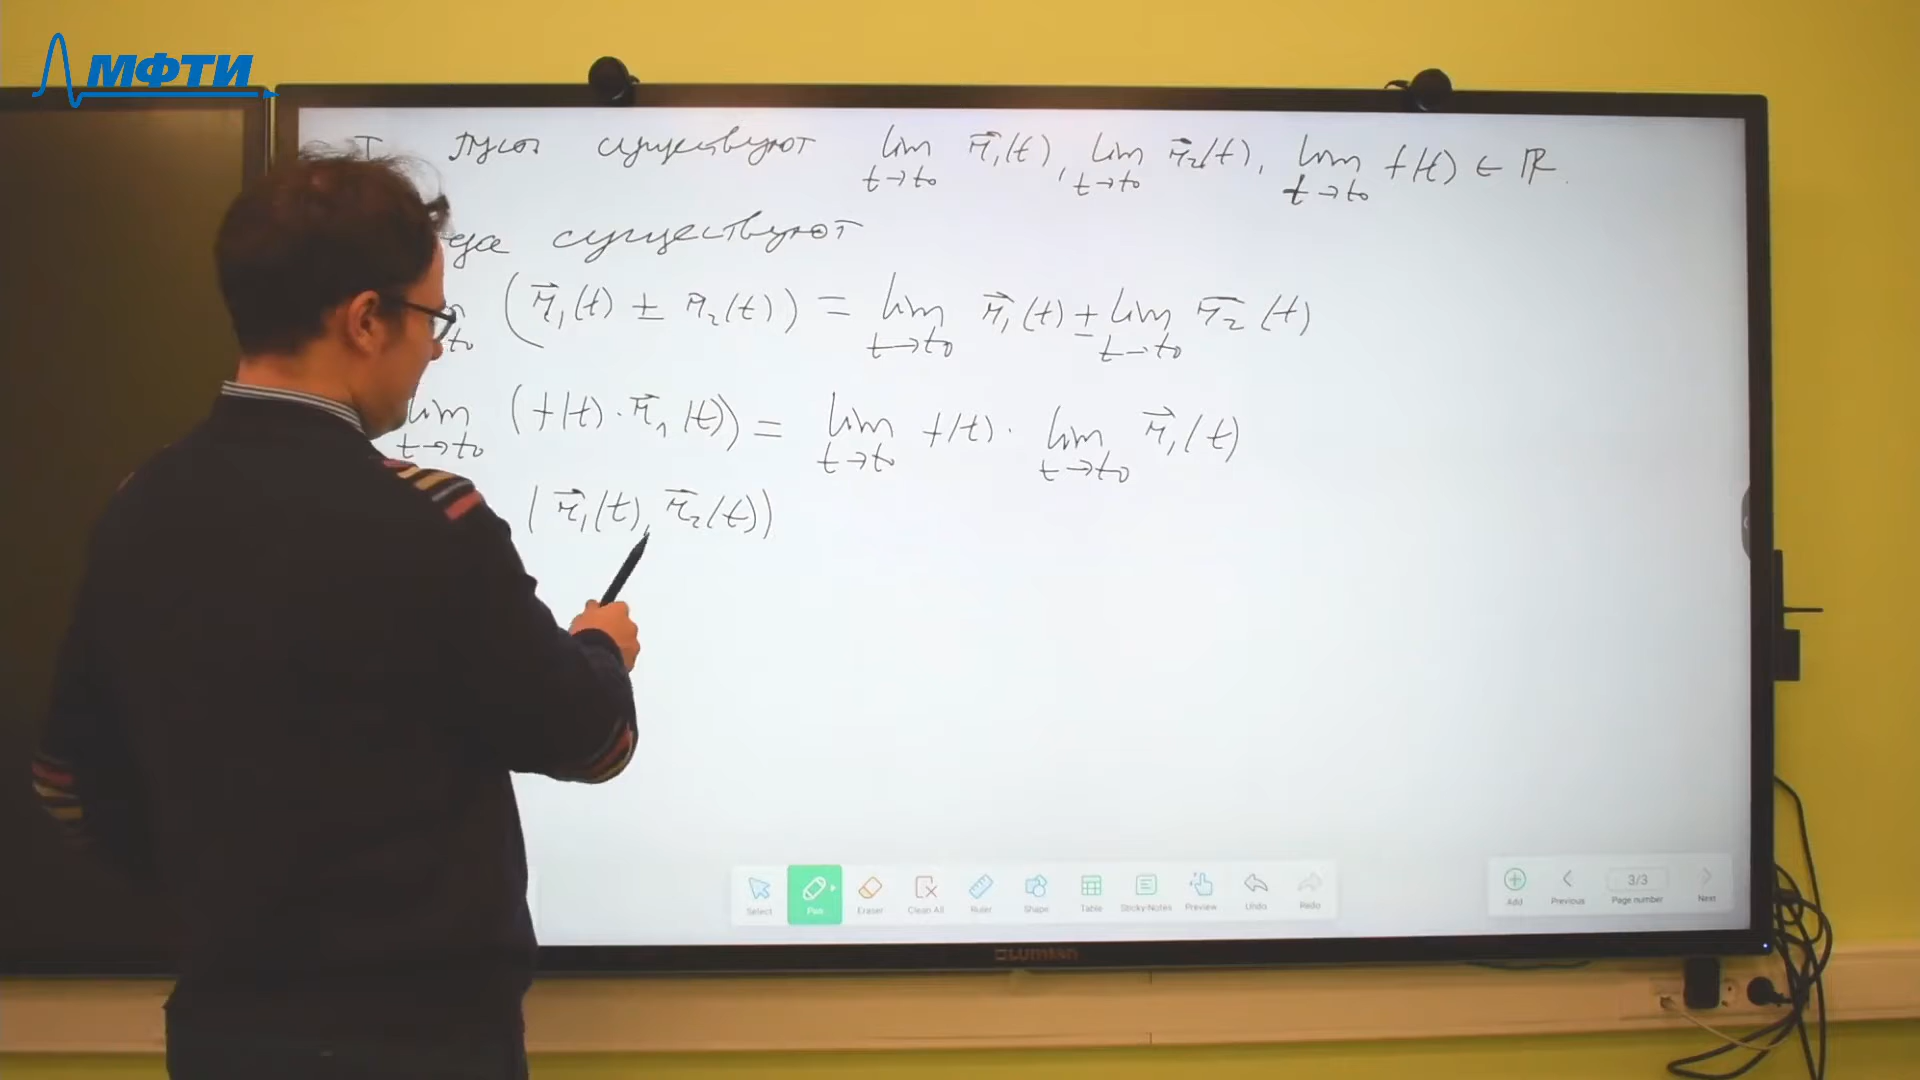 МФТИ
Т Пусть существуют lim t→t₀ r⃗₁(t), lim t→t₀ r⃗₂(t), lim t→t₀ f(t) ∈ ℝ.
существуют
(r⃗₁(t) ± r₂(t)) = lim t→t₀ r⃗₁(t) ± lim t→t₀ r̅₂(t)
lim t→t₀ (f(t)·r⃗₁(t)) = lim t→t₀ f(t) · lim t→t₀ r⃗₁(t)
(r⃗₁(t), r⃗₂(t))
Select Pen Eraser Clean All Ruler Shape Table Sticky Notes Preview Undo Redo
Add Previous 3/3 Page number Next
Lumien